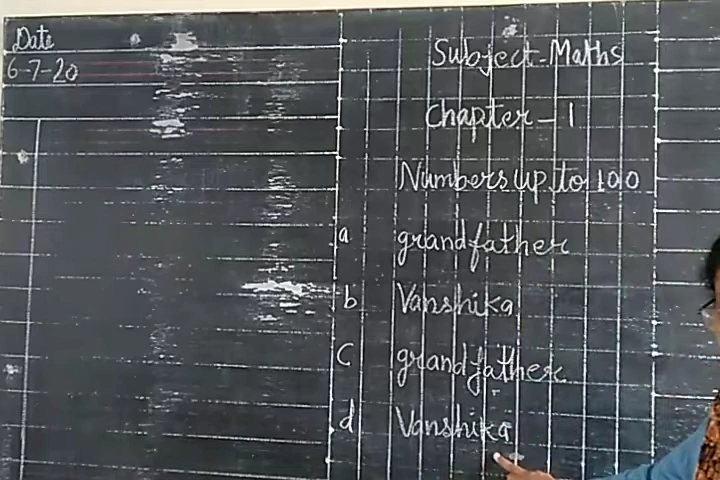 Date
6-7-20
Subject-Maths
Chapter-1
Numbers up to 100
a grandfather
b Vanshika
C grandfather
d Vanshika